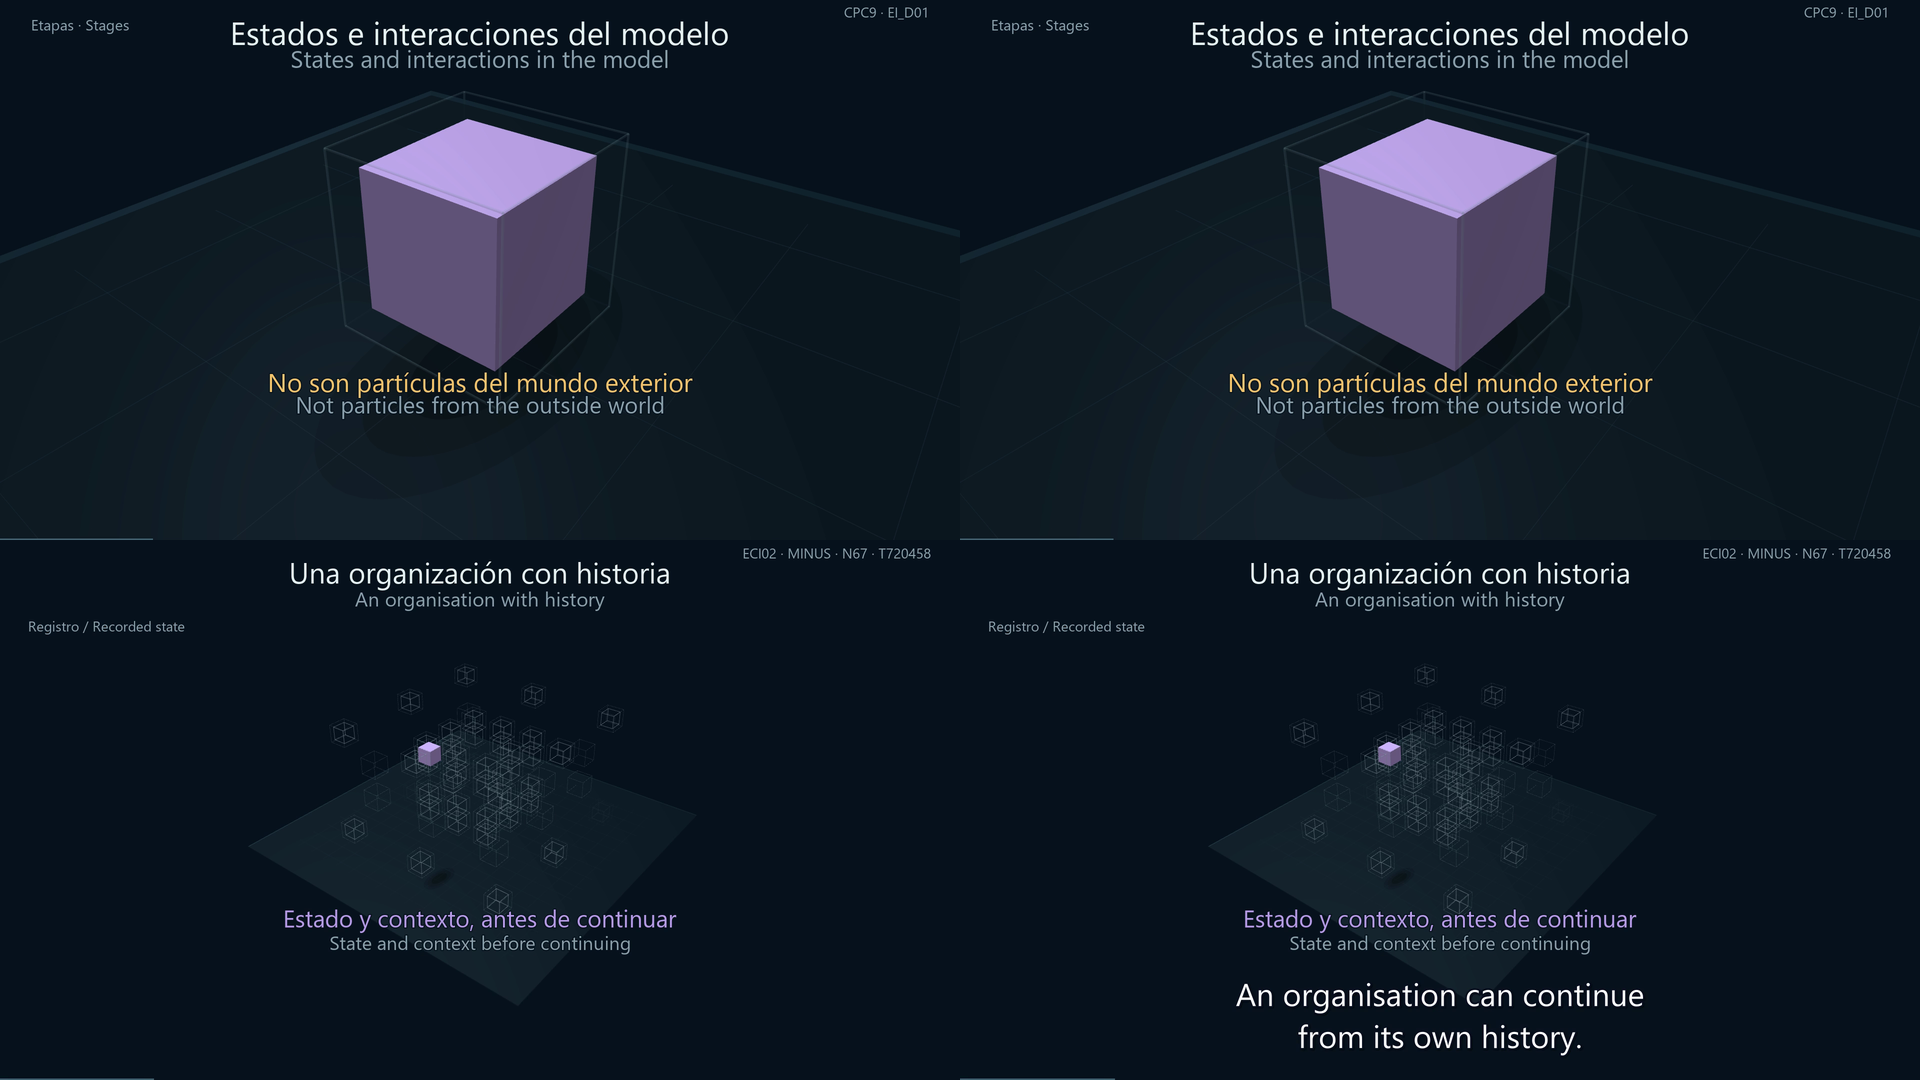 Etapas · Stages
CPC9 · EI_D01
Estados e interacciones del modelo
States and interactions in the model
No son partículas del mundo exterior
Not particles from the outside world
Etapas · Stages
CPC9 · EI_D01
Estados e interacciones del modelo
States and interactions in the model
No son partículas del mundo exterior
Not particles from the outside world
ECI02 · MINUS · N67 · T720458
Una organización con historia
An organisation with history
Registro / Recorded state
Estado y contexto, antes de continuar
State and context before continuing
ECI02 · MINUS · N67 · T720458
Una organización con historia
An organisation with history
Registro / Recorded state
Estado y contexto, antes de continuar
State and context before continuing
An organisation can continue
from its own history.